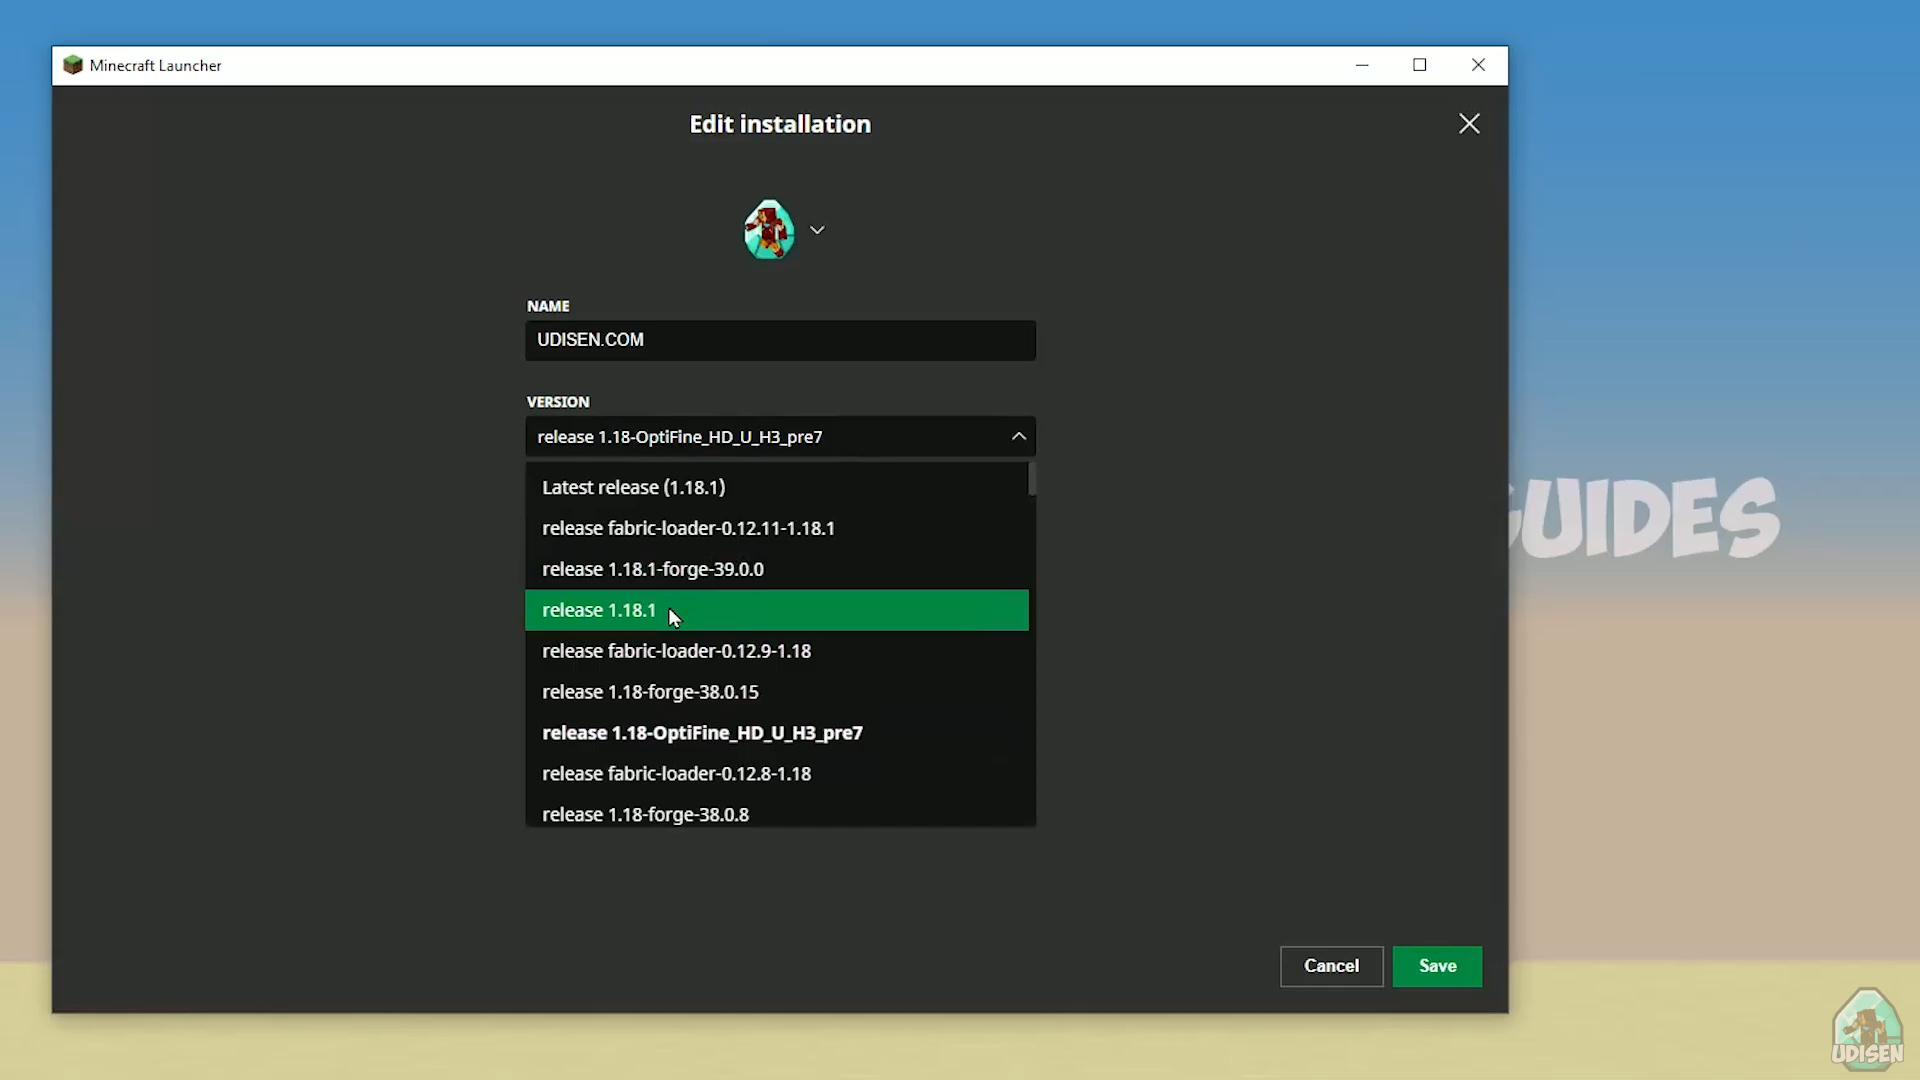 Minecraft Launcher
Edit installation
NAME
UDISEN.COM
VERSION
release 1.18-OptiFine_HD_U_H3_pre7
Latest release (1.18.1)
release fabric-loader-0.12.11-1.18.1
release 1.18.1-forge-39.0.0
release 1.18.1
release fabric-loader-0.12.9-1.18
release 1.18-forge-38.0.15
release 1.18-OptiFine_HD_U_H3_pre7
release fabric-loader-0.12.8-1.18
release 1.18-forge-38.0.8
GUIDES
Cancel
Save
UDISEN